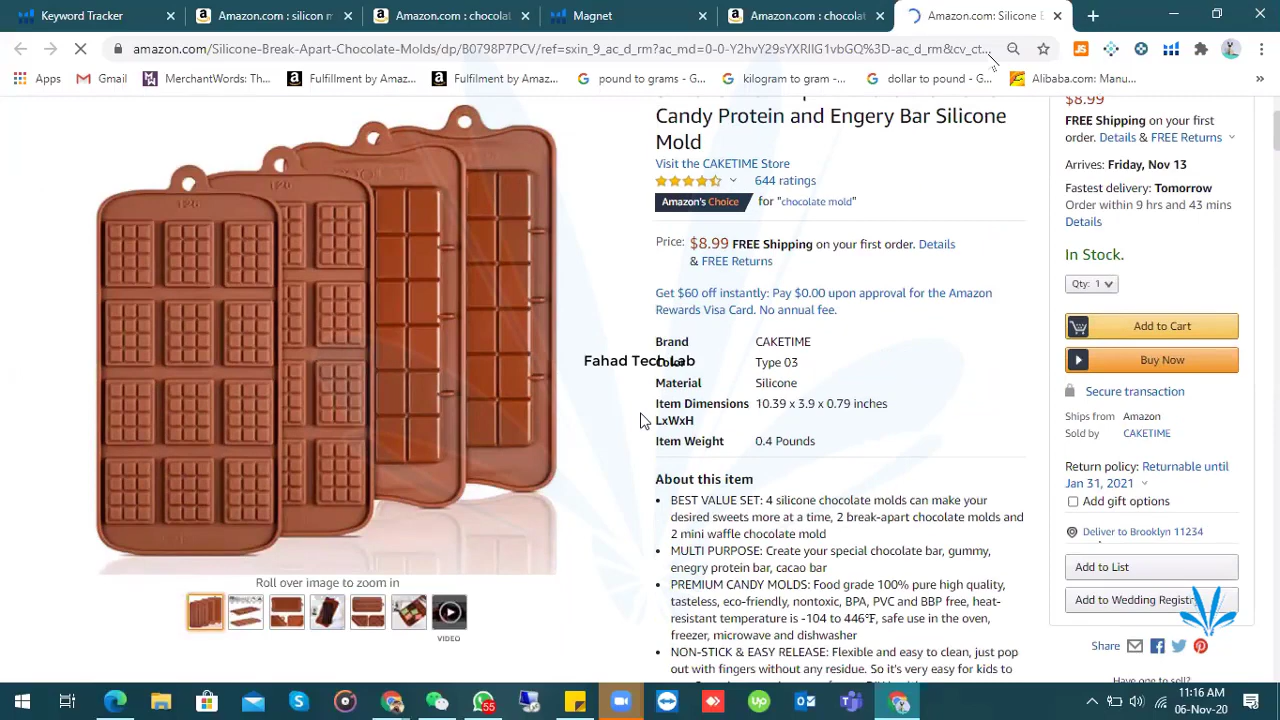 Keyword Tracker
Amazon.com : silicon m
Amazon.com : chocolat
Magnet
Amazon.com : chocolat
Amazon.com: Silicone B
amazon.com/Silicone-Break-Apart-Chocolate-Molds/dp/B0798P7PCV/ref=sxin_9_ac_d_rm?ac_md=0-0-Y2hvY29sYXRlIG1vbGQ%3D-ac_d_rm&cv_ct...
Apps
Gmail
MerchantWords: Th...
Fulfillment by Amaz...
Fulfilment by Amaz...
pound to grams - G...
kilogram to gram -...
dollar to pound - G...
Alibaba.com: Manu...
»
Candy Protein and Engery Bar Silicone
Mold
Visit the CAKETIME Store
644 ratings
Amazon's Choice for "chocolate mold"
Price: $8.99 FREE Shipping on your first order. Details
& FREE Returns
Get $60 off instantly: Pay $0.00 upon approval for the Amazon
Rewards Visa Card. No annual fee.
Brand CAKETIME
Color Type 03
Fahad Tech Lab
Material Silicone
Item Dimensions 10.39 x 3.9 x 0.79 inches
LxWxH
Item Weight 0.4 Pounds
About this item
BEST VALUE SET: 4 silicone chocolate molds can make your
desired sweets more at a time, 2 break-apart chocolate molds and
2 mini waffle chocolate mold
MULTI PURPOSE: Create your special chocolate bar, gummy,
enegry protein bar, cacao bar
PREMIUM CANDY MOLDS: Food grade 100% pure high quality,
tasteless, eco-friendly, nontoxic, BPA, PVC and BBP free, heat-
resistant temperature is -104 to 446℉, safe use in the oven,
freezer, microwave and dishwasher
NON-STICK & EASY RELEASE: Flexible and easy to clean, just pop
out with fingers without any residue. So it's very easy for kids to
Roll over image to zoom in
VIDEO
$8.99
FREE Shipping on your first
order. Details & FREE Returns
Arrives: Friday, Nov 13
Fastest delivery: Tomorrow
Order within 9 hrs and 43 mins
Details
In Stock.
Qty: 1
Add to Cart
Buy Now
Secure transaction
Ships from Amazon
Sold by CAKETIME
Return policy: Returnable until
Jan 31, 2021
Add gift options
Deliver to Brooklyn 11234
Add to List
Add to Wedding Registr
Share
Have one to sell?
55
11:16 AM
06-Nov-20